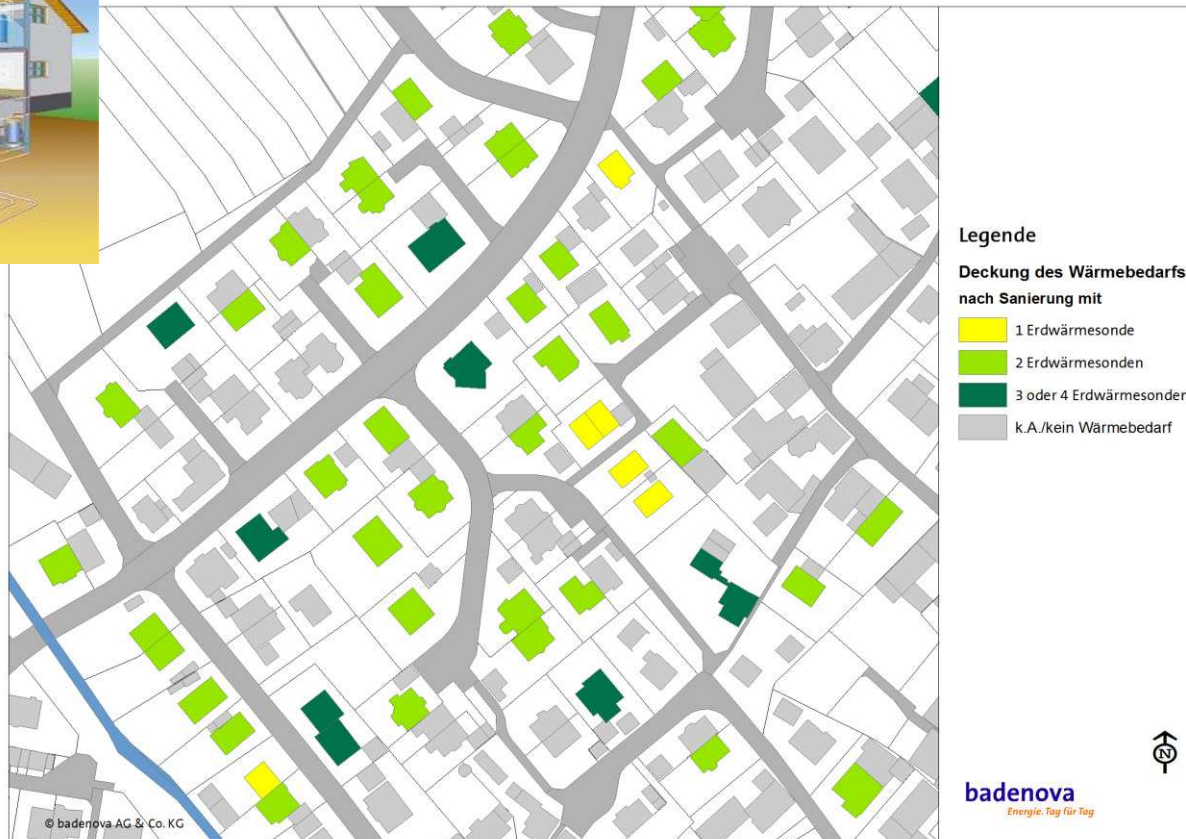 Legende
Deckung des Wärmebedarfs
nach Sanierung mit
1 Erdwärmesonde
2 Erdwärmesonden
3 oder 4 Erdwärmesonden
k.A./kein Wärmebedarf
N
badenova
Energie. Tag für Tag
© badenova AG & Co. KG